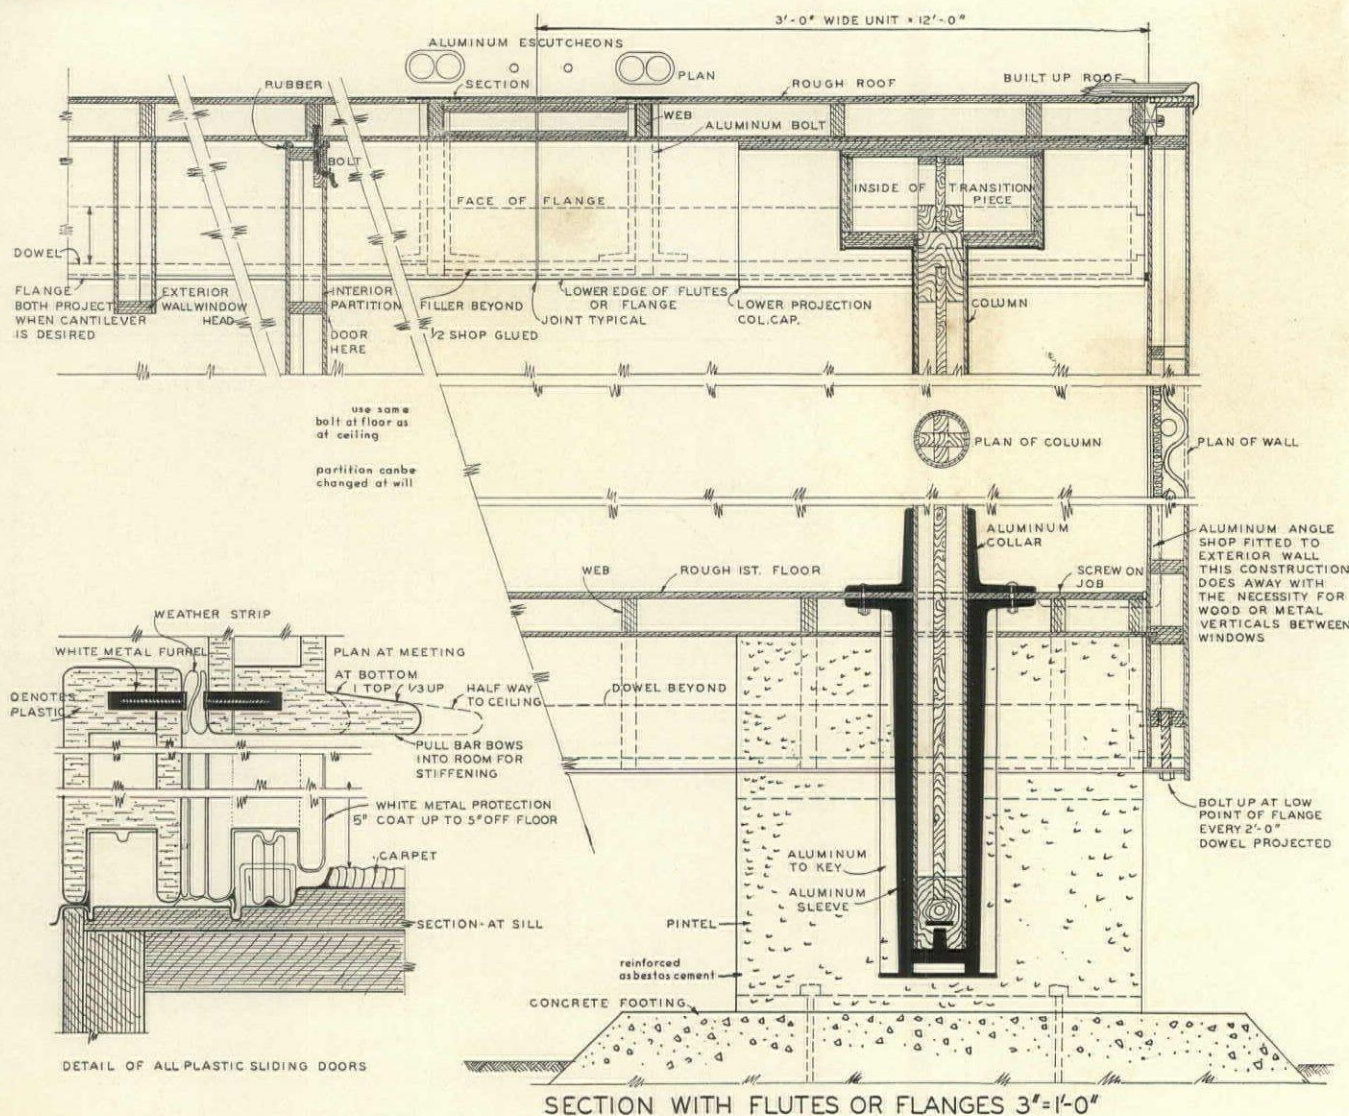 3'-0" WIDE UNIT × 12'-0"
ALUMINUM ESCUTCHEONS
PLAN
RUBBER
SECTION
ROUGH ROOF
BUILT UP ROOF
WEB
ALUMINUM BOLT
BOLT
FACE OF FLANGE
INSIDE OF TRANSITION
PIECE
DOWEL
FLANGE
BOTH PROJECT
WHEN CANTILEVER
IS DESIRED
EXTERIOR
WALL WINDOW
HEAD
INTERIOR
PARTITION
DOOR
HERE
FILLER BEYOND
1/2 SHOP GLUED
LOWER EDGE OF FLUTES
OR FLANGE
JOINT TYPICAL
LOWER PROJECTION
COL. CAP.
COLUMN
use same
bolt at floor as
at ceiling
partition canbe
changed at will
PLAN OF COLUMN
PLAN OF WALL
ALUMINUM
COLLAR
ALUMINUM ANGLE
SHOP FITTED TO
EXTERIOR WALL
THIS CONSTRUCTION
DOES AWAY WITH
THE NECESSITY FOR
WOOD OR METAL
VERTICALS BETWEEN
WINDOWS
WEB
ROUGH 1ST. FLOOR
SCREW ON
JOB
WEATHER STRIP
WHITE METAL FURREL
PLAN AT MEETING
AT BOTTOM
1 TOP
1/3 UP
HALF WAY
TO CEILING
DENOTES
PLASTIC
DOWEL BEYOND
PULL BAR BOWS
INTO ROOM FOR
STIFFENING
WHITE METAL PROTECTION
5" COAT UP TO 5" OFF FLOOR
CARPET
BOLT UP AT LOW
POINT OF FLANGE
EVERY 2'-0"
DOWEL PROJECTED
ALUMINUM
TO KEY
ALUMINUM
SLEEVE
SECTION-AT SILL
PINTEL
reinforced
asbestos cement
CONCRETE FOOTING
DETAIL OF ALL PLASTIC SLIDING DOORS
SECTION WITH FLUTES OR FLANGES 3"=1'-0"